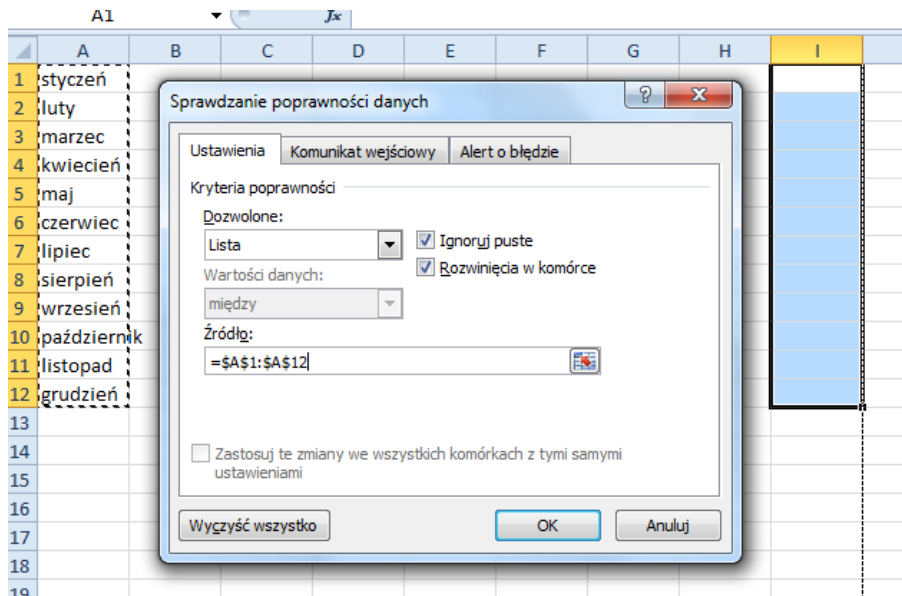 A1
fx
A B C D E F G H I
1 styczeń
2 luty
3 marzec
4 kwiecień
5 maj
6 czerwiec
7 lipiec
8 sierpień
9 wrzesień
10 październik
11 listopad
12 grudzień
13
14
15
16
17
18
19
Sprawdzanie poprawności danych
Ustawienia Komunikat wejściowy Alert o błędzie
Kryteria poprawności
Dozwolone:
Lista
Ignoruj puste
Rozwinięcia w komórce
Wartości danych:
między
Źródło:
=$A$1:$A$12
Zastosuj te zmiany we wszystkich komórkach z tymi samymi
ustawieniami
Wyczyść wszystko OK Anuluj